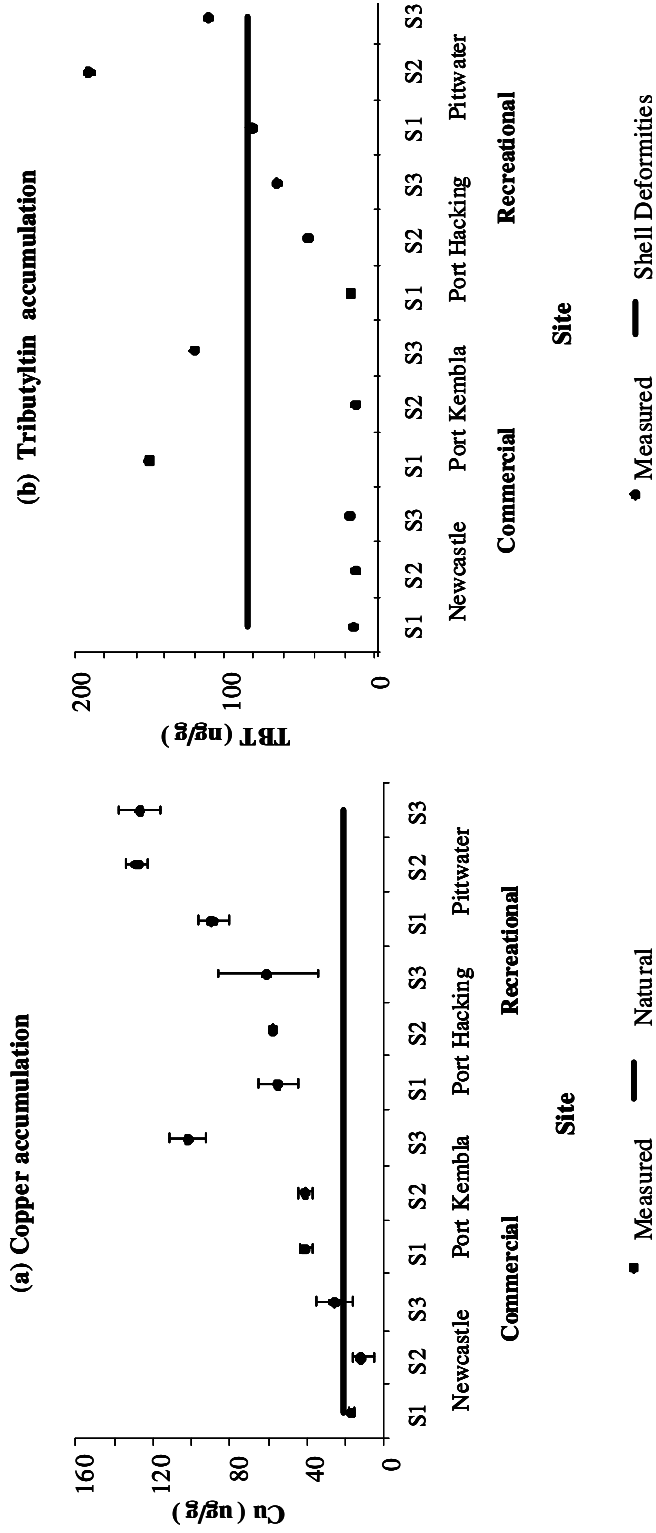 (a) Copper accumulation
Cu ( ug/g )
160
120
80
40
0
S1 S2 S3 S1 S2 S3 S1 S2 S3 S1 S2 S3
Newcastle Port Kembla Port Hacking Pittwater
Commercial Recreational
Site
Measured Natural
(b) Tributyltin accumulation
TBT ( ng/g )
200
100
0
S1 S2 S3 S1 S2 S3 S1 S2 S3 S1 S2 S3
Newcastle Port Kembla Port Hacking Pittwater
Commercial Recreational
Site
Measured Shell Deformities